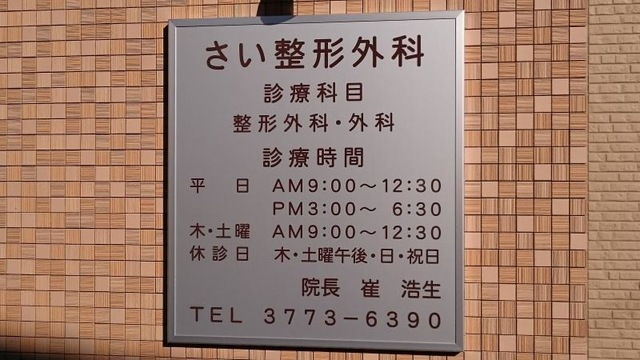 さい整形外科
診療科目
整形外科・外科
診療時間
平　日　AM9:00〜12:30
PM3:00〜 6:30
木・土曜　AM9:00〜12:30
休診日　木・土曜午後・日・祝日
院長　崔　浩生
TEL 3773−6390